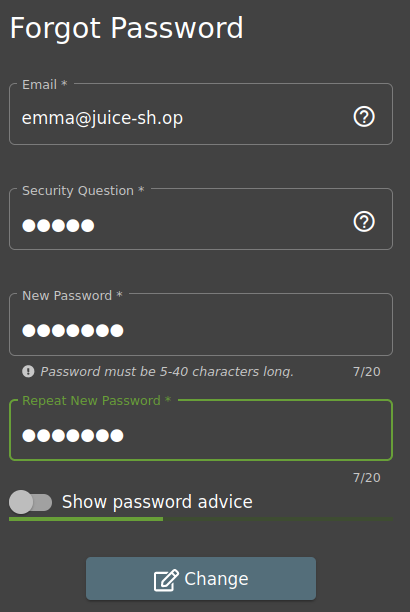 Forgot Password
Email *
emma@juice-sh.op
Security Question *
●●●●●
New Password *
●●●●●●●
Password must be 5-40 characters long. 7/20
Repeat New Password *
●●●●●●●
7/20
Show password advice
Change